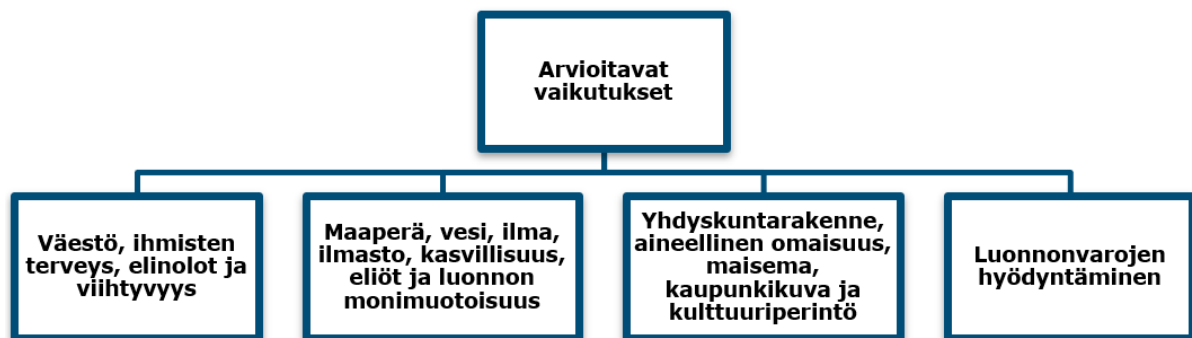 Arvioitavat
vaikutukset
Väestö, ihmisten
terveys, elinolot ja
viihtyvyys
Maaperä, vesi, ilma,
ilmasto, kasvillisuus,
eliöt ja luonnon
monimuotoisuus
Yhdyskuntarakenne,
aineellinen omaisuus,
maisema,
kaupunkikuva ja
kulttuuriperintö
Luonnonvarojen
hyödyntäminen